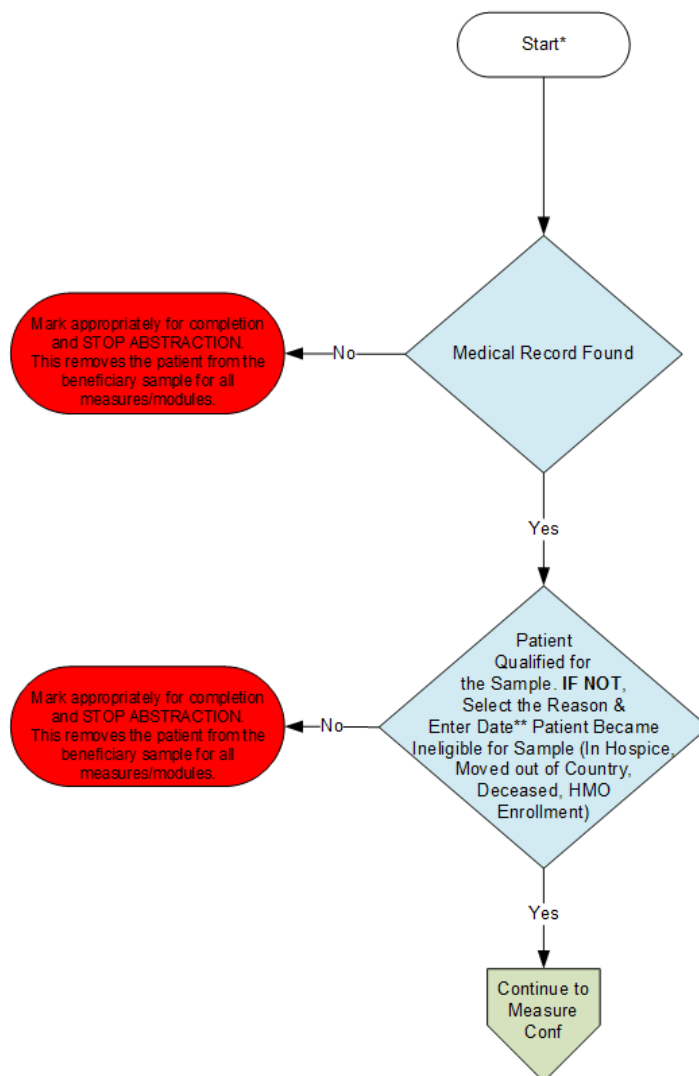 Start*
Mark appropriately for completion
and STOP ABSTRACTION.
This removes the patient from the
beneficiary sample for all
measures/modules.
No
Medical Record Found
Yes
Mark appropriately for completion
and STOP ABSTRACTION.
This removes the patient from the
beneficiary sample for all
measures/modules.
No
Patient
Qualified for
the Sample. IF NOT,
Select the Reason &
Enter Date** Patient Became
Ineligible for Sample (In Hospice,
Moved out of Country,
Deceased, HMO
Enrollment)
Yes
Continue to
Measure
Conf